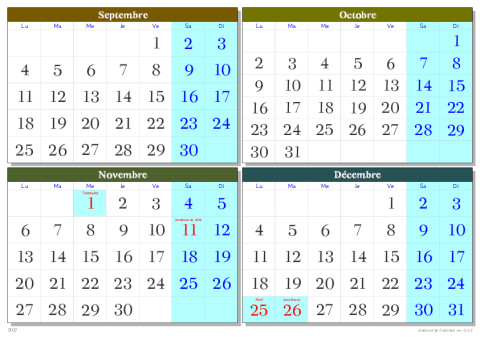 Septembre
Lu Ma Me Je Ve Sa Di
1 2 3
4 5 6 7 8 9 10
11 12 13 14 15 16 17
18 19 20 21 22 23 24
25 26 27 28 29 30
Octobre
Lu Ma Me Je Ve Sa Di
1
2 3 4 5 6 7 8
9 10 11 12 13 14 15
16 17 18 19 20 21 22
23 24 25 26 27 28 29
30 31
Novembre
Lu Ma Me Je Ve Sa Di
Toussaint
1 2 3 4 5
Armistice de 1918
6 7 8 9 10 11 12
13 14 15 16 17 18 19
20 21 22 23 24 25 26
27 28 29 30
Décembre
Lu Ma Me Je Ve Sa Di
1 2 3
4 5 6 7 8 9 10
11 12 13 14 15 16 17
18 19 20 21 22 23 24
Noël
25 26 27 28 29 30 31